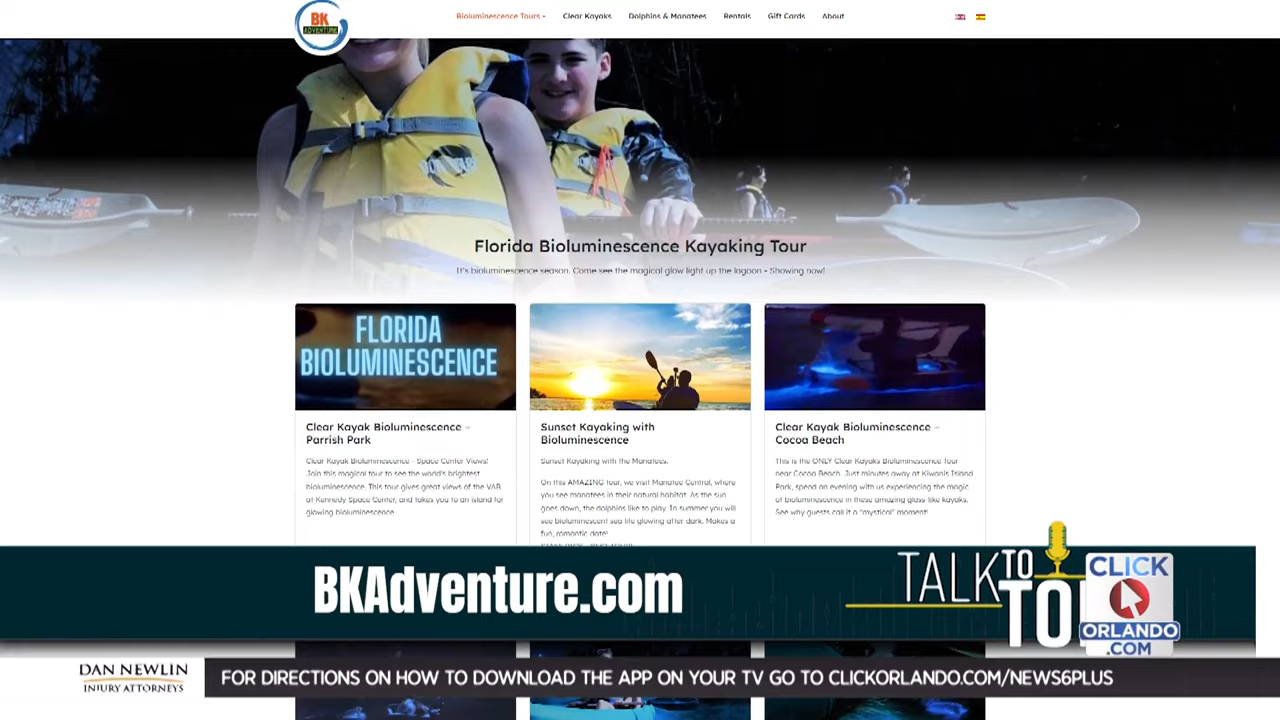 BK
ADVENTURE
Bioluminescence Tours
Clear Kayaks
Dolphins & Manatees
Rentals
Gift Cards
About
Florida Bioluminescence Kayaking Tour
It's bioluminescence season. Come see the magical glow light up the lagoon - Showing now!
FLORIDA
BIOLUMINESCENCE
Clear Kayak Bioluminescence –
Parrish Park
Clear Kayak Bioluminescence - Space Center Views!
Join this magical tour to see the world's brightest
bioluminescence. This tour gives great views of the VAB
at Kennedy Space Center, and takes you to an island for
glowing bioluminescence
Sunset Kayaking with
Bioluminescence
Sunset Kayaking with the Manatees.
On this AMAZING tour, we visit Manatee Central, where
you see manatees in their natural habitat. As the sun
goes down, the dolphins like to play. In summer you will
see bioluminescent sea life glowing after dark. Makes a
fun, romantic date!
Clear Kayak Bioluminescence –
Cocoa Beach
This is the ONLY Clear Kayaks Bioluminescence Tour
near Cocoa Beach. Just minutes away at Kiwanis Island
Park, spend an evening with us experiencing the magic
of bioluminescence in these amazing glass-like kayaks.
See why guests call it a "mystical" moment!
BKAdventure.com
TALK TO
TO
CLICK
ORLANDO
.COM
DAN NEWLIN
INJURY ATTORNEYS
FOR DIRECTIONS ON HOW TO DOWNLOAD THE APP ON YOUR TV GO TO CLICKORLANDO.COM/NEWS6PLUS